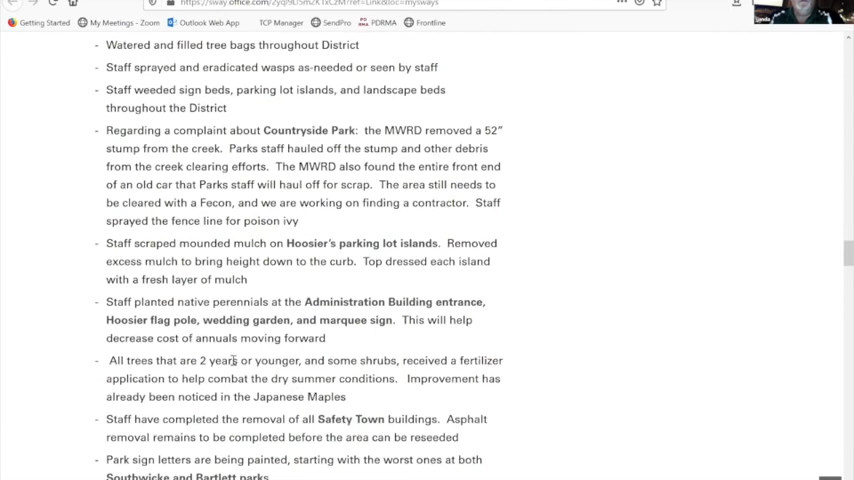 Getting Started
My Meetings - Zoom
Outlook Web App
TCP Manager
SendPro
PDRMA
Frontline
- Watered and filled tree bags throughout District
- Staff sprayed and eradicated wasps as-needed or seen by staff
- Staff weeded sign beds, parking lot islands, and landscape beds
throughout the District
- Regarding a complaint about Countryside Park: the MWRD removed a 52”
stump from the creek. Parks staff hauled off the stump and other debris
from the creek clearing efforts. The MWRD also found the entire front end
of an old car that Parks staff will haul off for scrap. The area still needs to
be cleared with a Fecon, and we are working on finding a contractor. Staff
sprayed the fence line for poison ivy
- Staff scraped mounded mulch on Hoosier’s parking lot islands. Removed
excess mulch to bring height down to the curb. Top dressed each island
with a fresh layer of mulch
- Staff planted native perennials at the Administration Building entrance,
Hoosier flag pole, wedding garden, and marquee sign. This will help
decrease cost of annuals moving forward
- All trees that are 2 years or younger, and some shrubs, received a fertilizer
application to help combat the dry summer conditions. Improvement has
already been noticed in the Japanese Maples
- Staff have completed the removal of all Safety Town buildings. Asphalt
removal remains to be completed before the area can be reseeded
- Park sign letters are being painted, starting with the worst ones at both
Southwicke and Bartlett parks